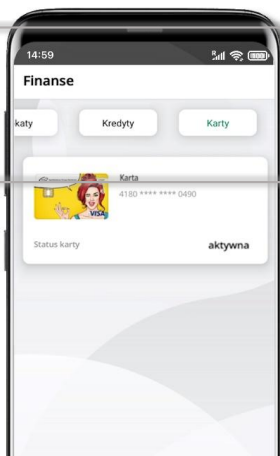 14:59
Finanse
katy
Kredyty
Karty
Karta
4180 **** **** 0490
VISA
Status karty
aktywna